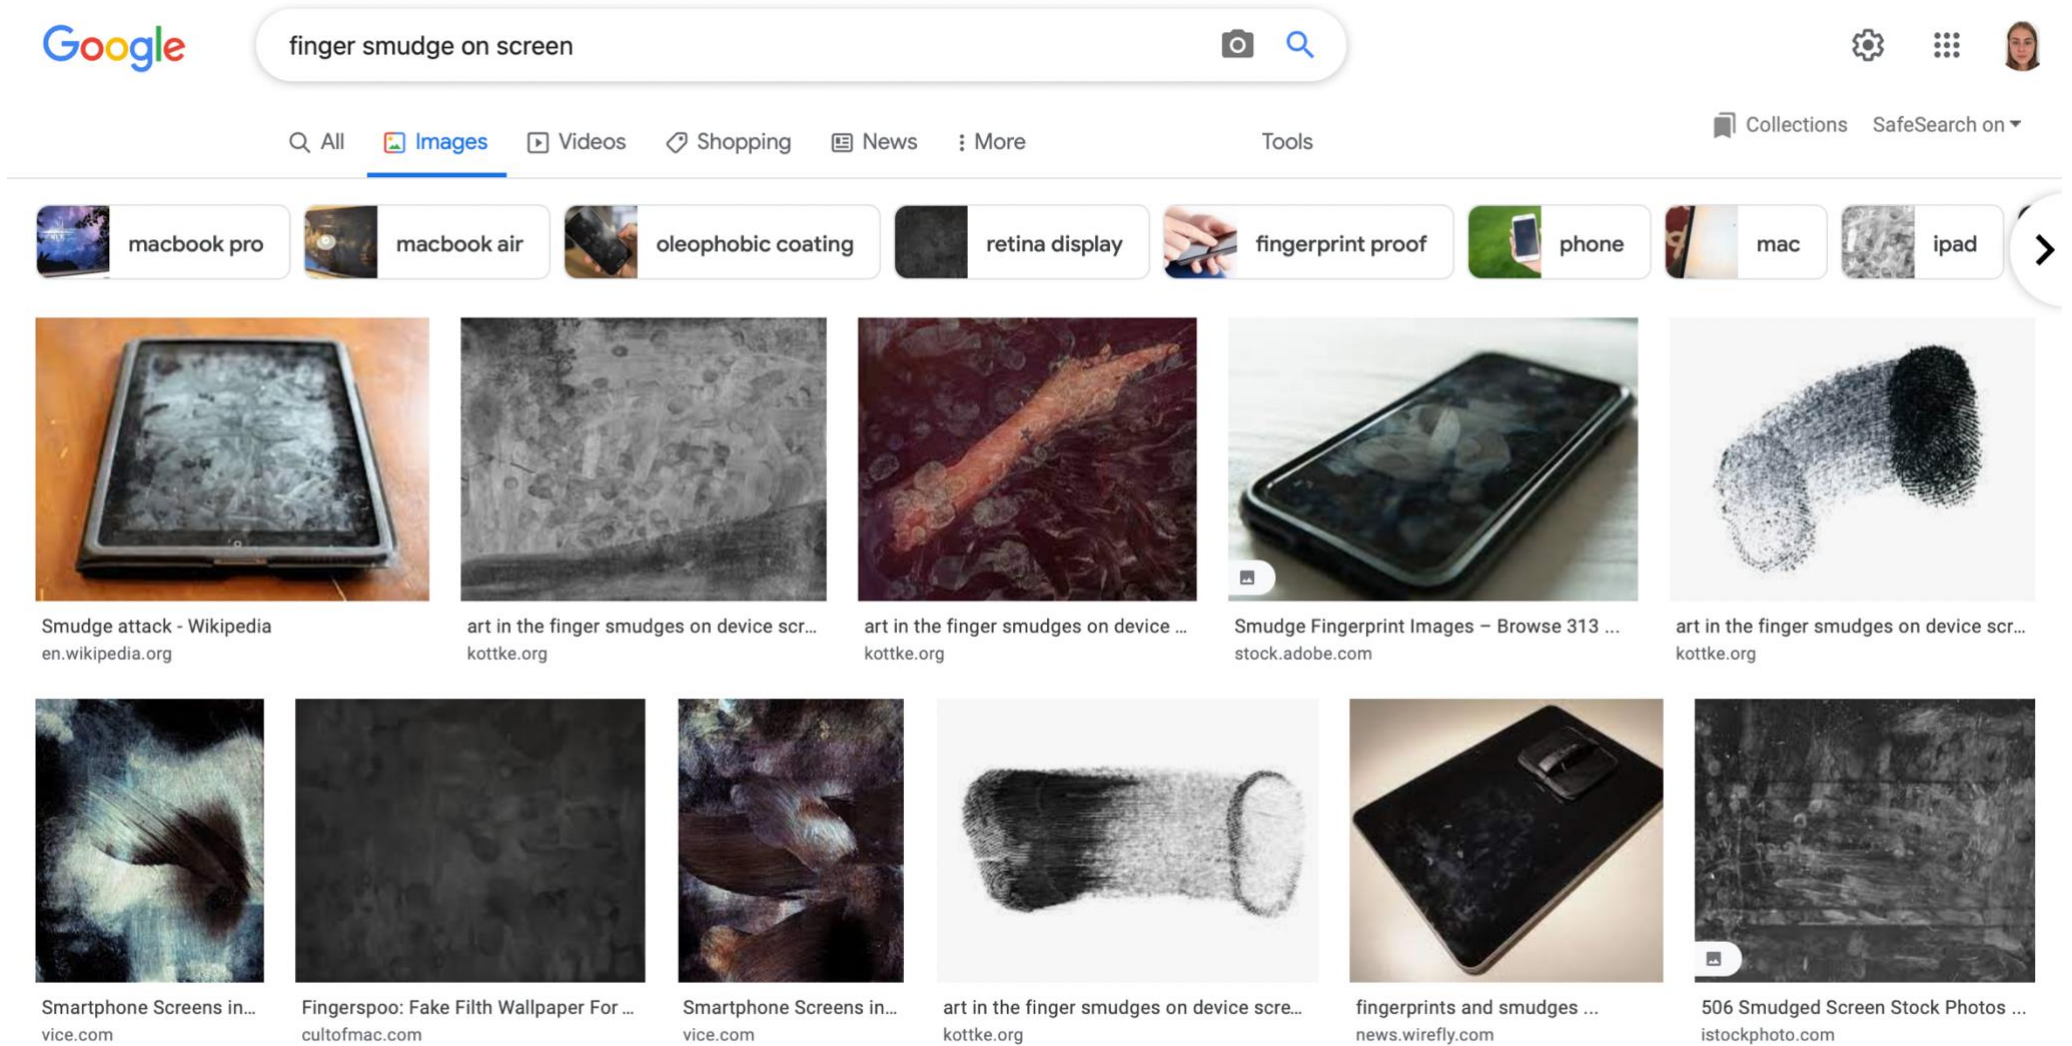 Google
finger smudge on screen
All Images Videos Shopping News More Tools
Collections SafeSearch on
macbook pro macbook air oleophobic coating retina display fingerprint proof phone mac ipad
Smudge attack - Wikipedia
en.wikipedia.org
art in the finger smudges on device scr...
kottke.org
art in the finger smudges on device ...
kottke.org
Smudge Fingerprint Images – Browse 313 ...
stock.adobe.com
art in the finger smudges on device scr...
kottke.org
Smartphone Screens in...
vice.com
Fingerspoo: Fake Filth Wallpaper For ...
cultofmac.com
Smartphone Screens in...
vice.com
art in the finger smudges on device scre...
kottke.org
fingerprints and smudges ...
news.wirefly.com
506 Smudged Screen Stock Photos ...
istockphoto.com